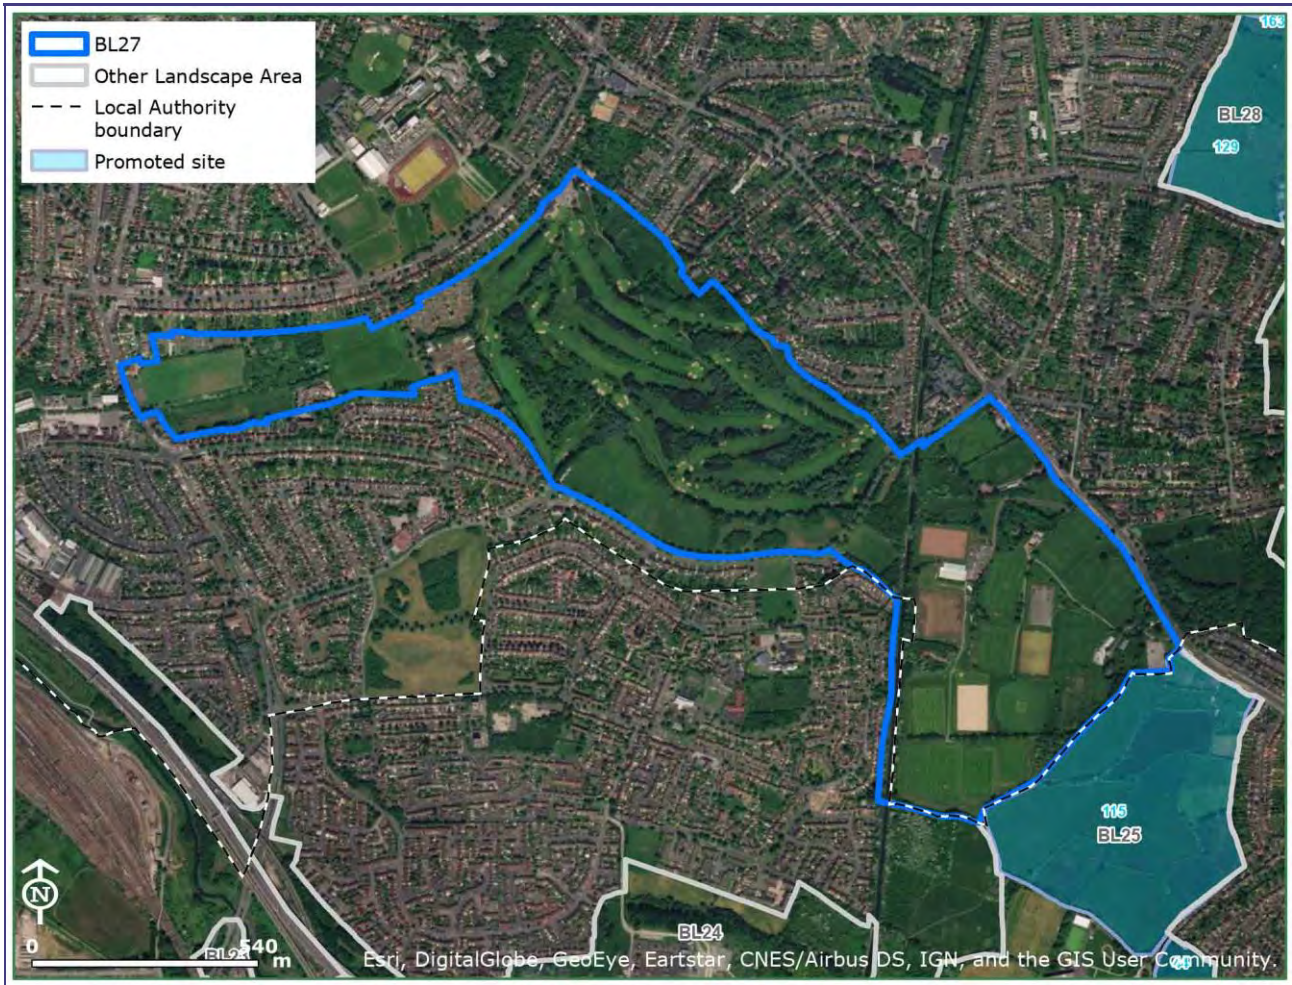 BL27
Other Landscape Area
Local Authority
boundary
Promoted site
163
BL28
129
115
BL25
BL24
N
0
540
m
Esri, DigitalGlobe, GeoEye, Eartstar, CNES/Airbus DS, IGN, and the GIS User Community.